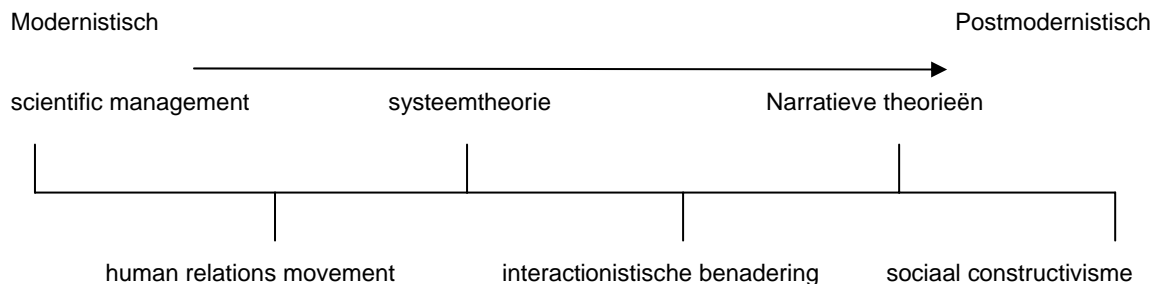 Modernistisch Postmodernistisch
scientific management systeemtheorie Narratieve theorieën
human relations movement interactionistische benadering sociaal constructivisme